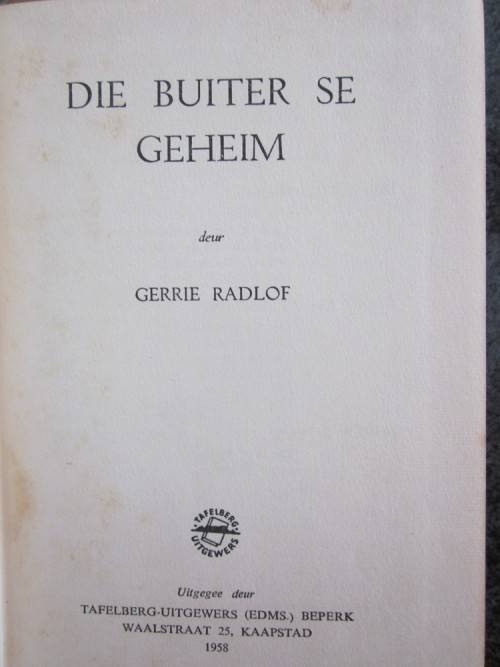 DIE BUITER SE
GEHEIM
deur
GERRIE RADLOF
TAFELBERG-
UITGEWERS
Uitgegee deur
TAFELBERG-UITGEWERS (EDMS.) BEPERK
WAALSTRAAT 25, KAAPSTAD
1958